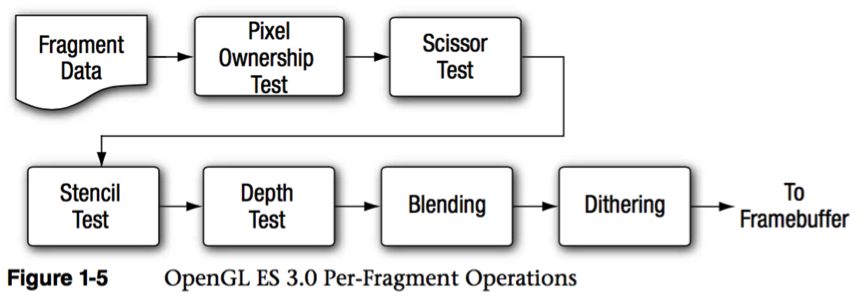 Fragment
Data
Pixel
Ownership
Test
Scissor
Test
Stencil
Test
Depth
Test
Blending
Dithering
To
Framebuffer
Figure 1-5 OpenGL ES 3.0 Per-Fragment Operations